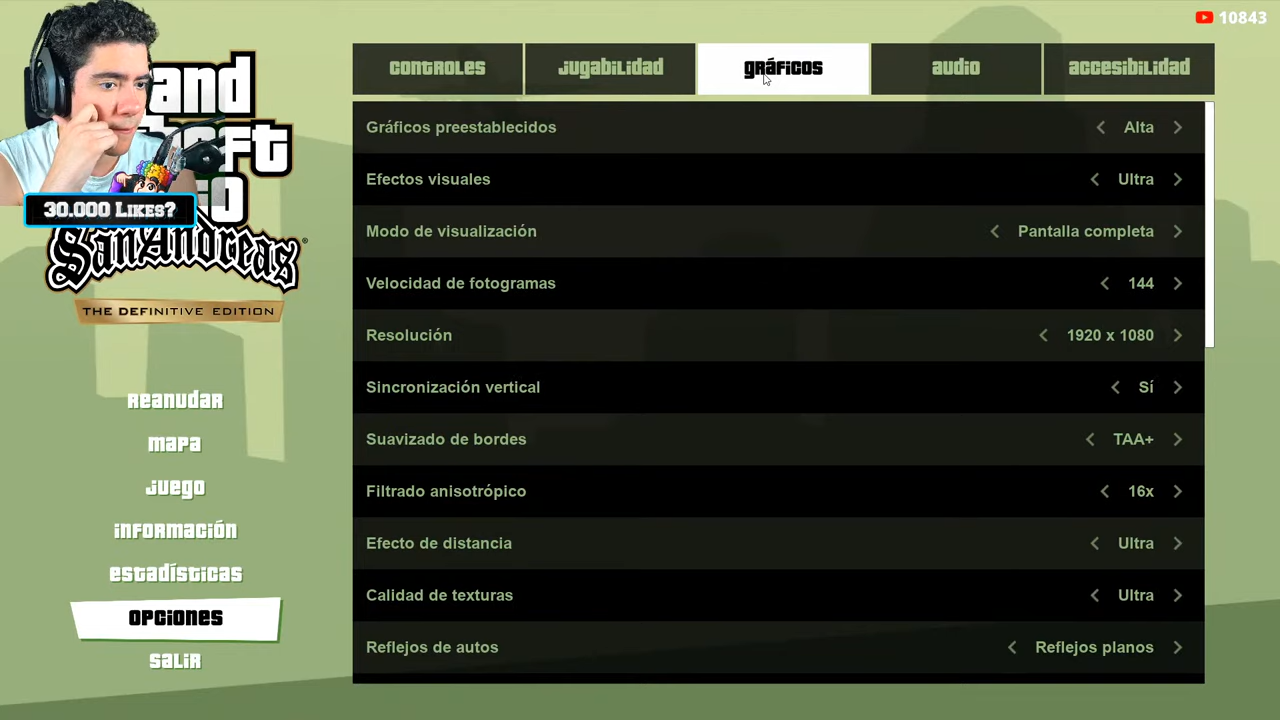 10843
and
30.000 LIKES?
San Andreas
THE DEFINITIVE EDITION
controles
jugabilidad
gráficos
audio
accesibilidad
Gráficos preestablecidos
Alta
Efectos visuales
Ultra
Modo de visualización
Pantalla completa
Velocidad de fotogramas
144
Resolución
1920 x 1080
Sincronización vertical
Sí
Suavizado de bordes
TAA+
Filtrado anisotrópico
16x
Efecto de distancia
Ultra
Calidad de texturas
Ultra
Reflejos de autos
Reflejos planos
reanudar
mapa
juego
información
estadísticas
opciones
salir